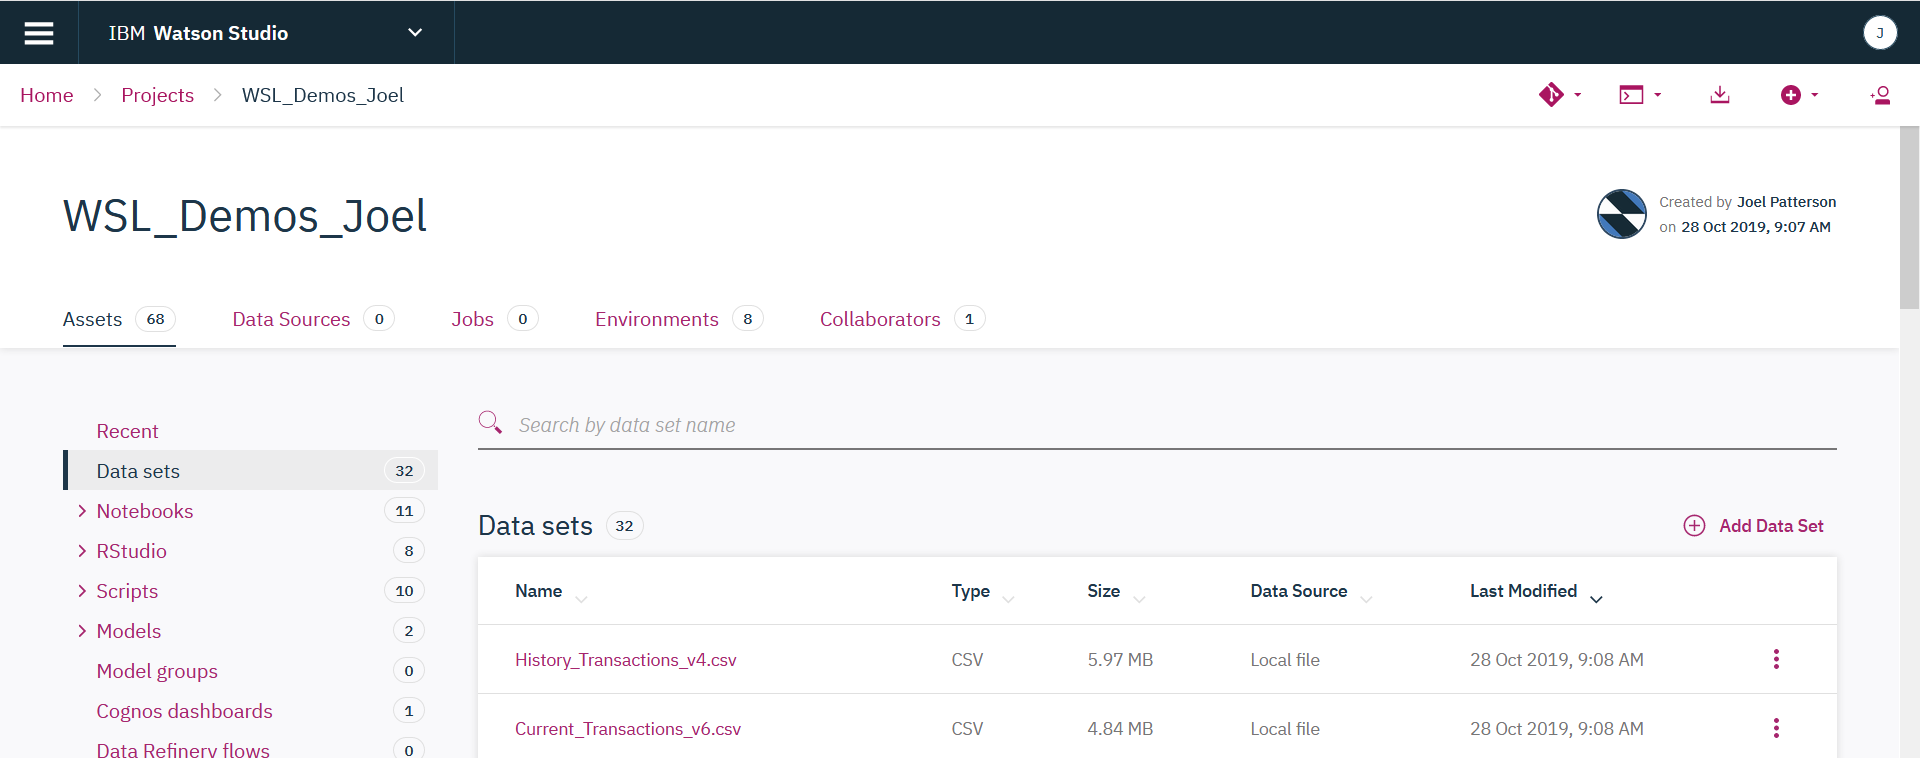 IBM Watson Studio
J
Home > Projects > WSL_Demos_Joel
WSL_Demos_Joel
Created by Joel Patterson
on 28 Oct 2019, 9:07 AM
Assets 68 Data Sources 0 Jobs 0 Environments 8 Collaborators 1
Recent
Data sets 32
Notebooks 11
RStudio 8
Scripts 10
Models 2
Model groups 0
Cognos dashboards 1
Data Refinery flows 0
Search by data set name
Data sets 32
Add Data Set
Name Type Size Data Source Last Modified
History_Transactions_v4.csv CSV 5.97 MB Local file 28 Oct 2019, 9:08 AM
Current_Transactions_v6.csv CSV 4.84 MB Local file 28 Oct 2019, 9:08 AM